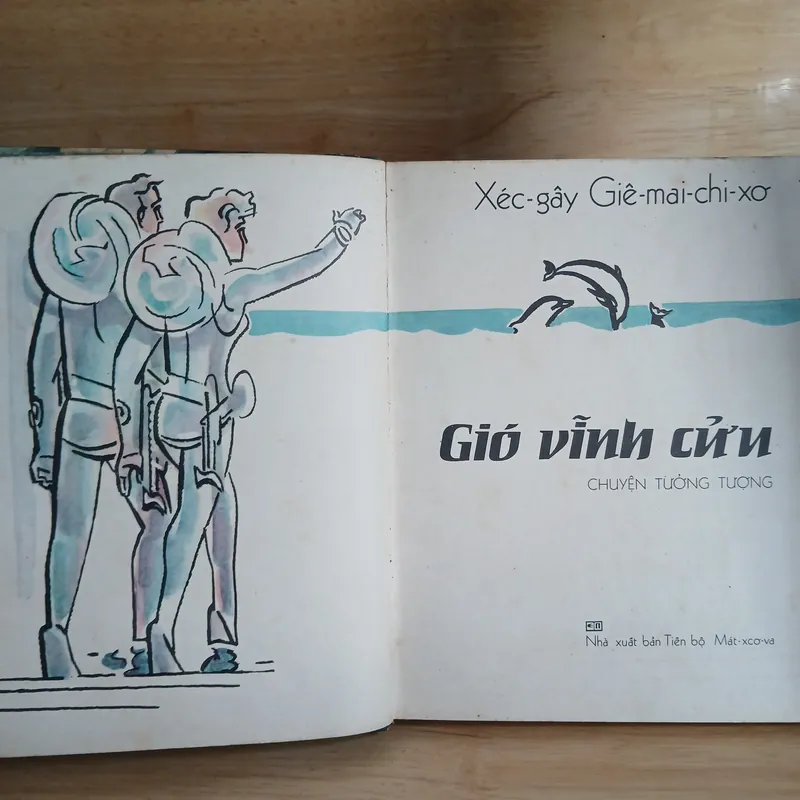 Xéc-gây Giê-mai-chi-xơ
Gió vĩnh cửu
CHUYỆN TƯỞNG TƯỢNG
Nhà xuất bản Tiến bộ Mát-xcơ-va